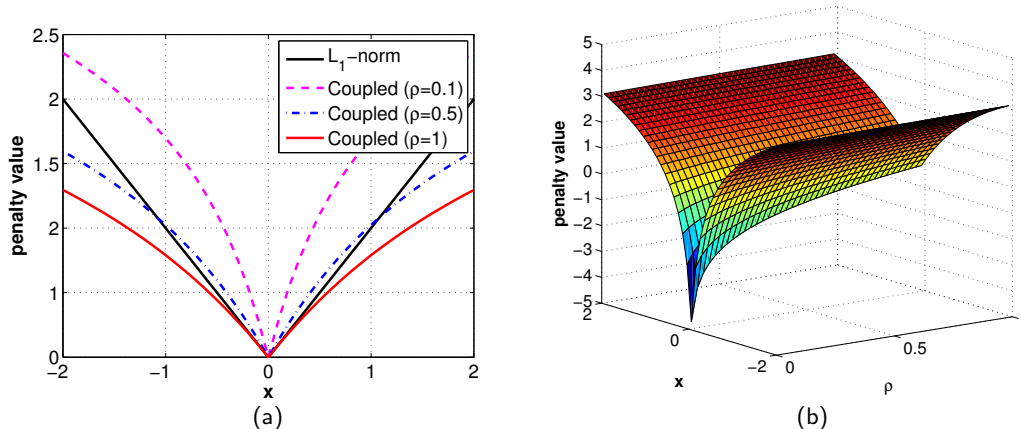 2.5
2
1.5
2
1
0
penalty value
−2
−1
0
1
2
x
L1−norm
Coupled (ρ=0.1)
Coupled (ρ=0.5)
Coupled (ρ=1)
(a)
5
4
3
2
1
0
−1
−2
−3
−4
−5
penalty value
2
0
−2
x
0
0.5
ρ
(b)